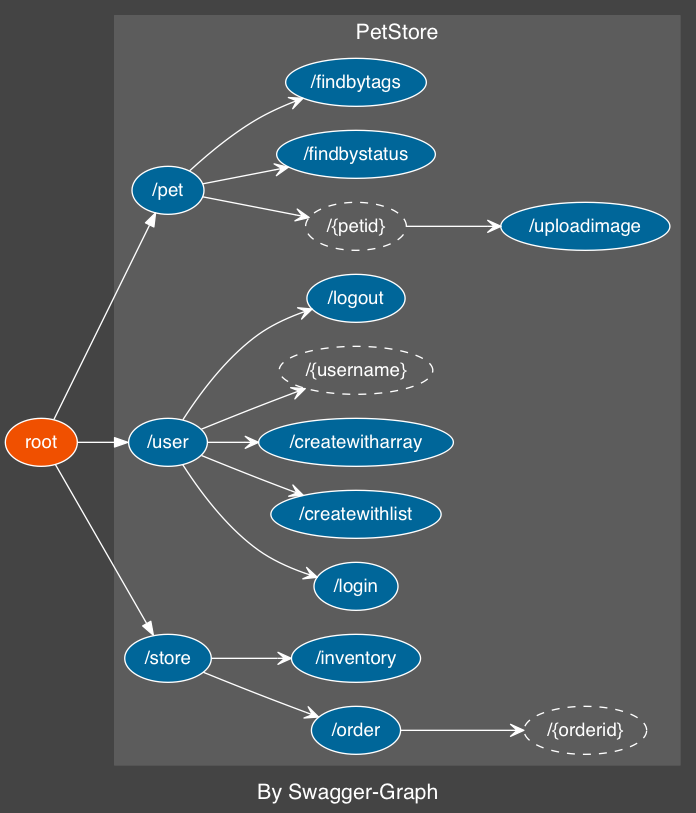 PetStore
/findbytags
/findbystatus
/pet
/{petid}
/uploadimage
/logout
/{username}
root
/user
/createwitharray
/createwithlist
/login
/store
/inventory
/order
/{orderid}
By Swagger-Graph